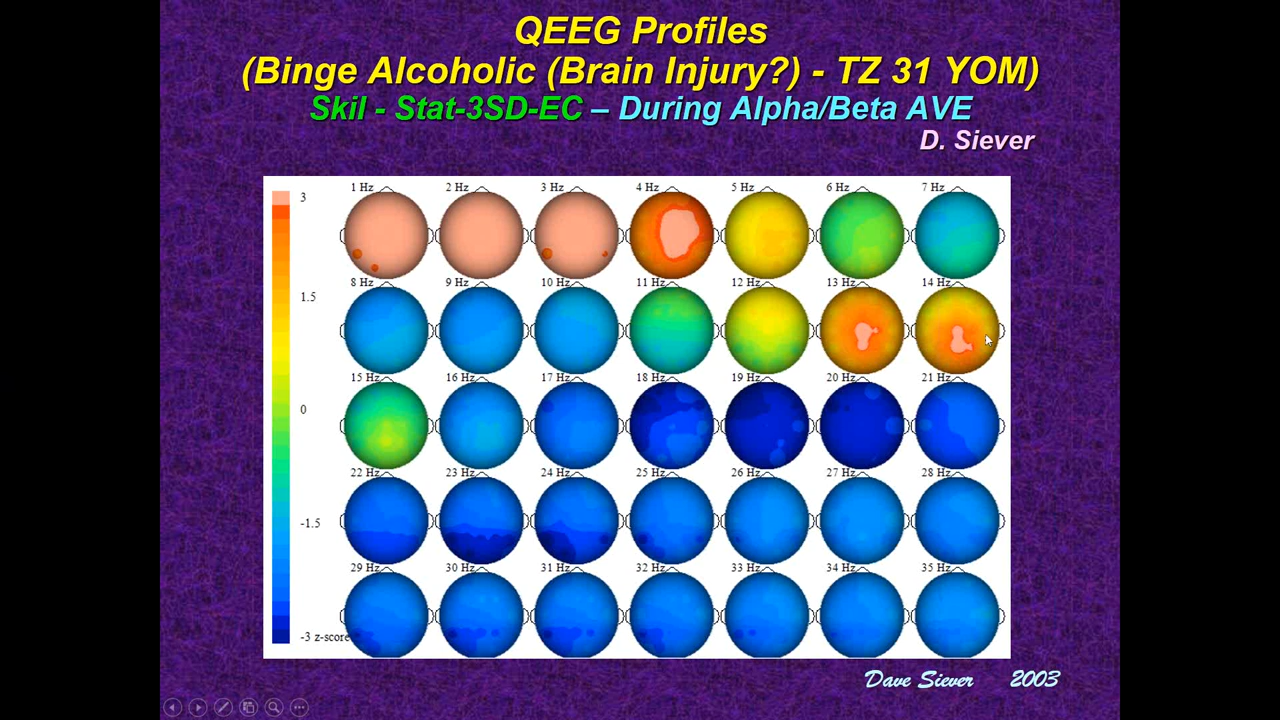 QEEG Profiles
(Binge Alcoholic (Brain Injury?) - TZ 31 YOM)
Skil - Stat-3SD-EC – During Alpha/Beta AVE
D. Siever
3
1.5
0
-1.5
-3 z-score
1 Hz 2 Hz 3 Hz 4 Hz 5 Hz 6 Hz 7 Hz
8 Hz 9 Hz 10 Hz 11 Hz 12 Hz 13 Hz 14 Hz
15 Hz 16 Hz 17 Hz 18 Hz 19 Hz 20 Hz 21 Hz
22 Hz 23 Hz 24 Hz 25 Hz 26 Hz 27 Hz 28 Hz
29 Hz 30 Hz 31 Hz 32 Hz 33 Hz 34 Hz 35 Hz
Dave Siever 2003